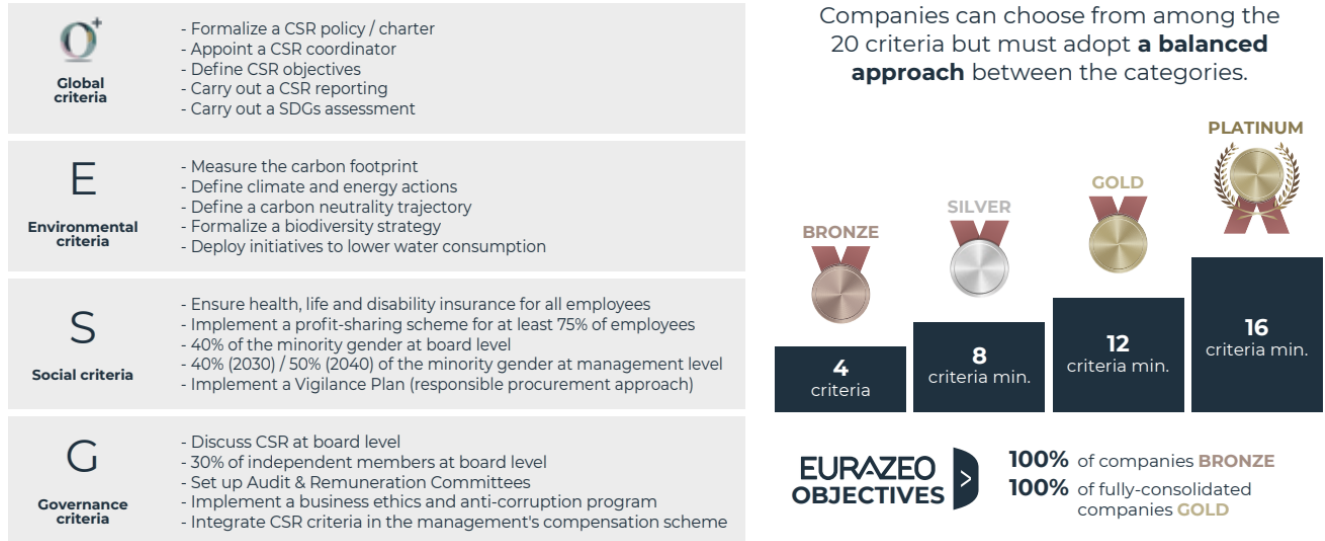 O+
Global
criteria
- Formalize a CSR policy / charter
- Appoint a CSR coordinator
- Define CSR objectives
- Carry out a CSR reporting
- Carry out a SDGs assessment
E
Environmental
criteria
- Measure the carbon footprint
- Define climate and energy actions
- Define a carbon neutrality trajectory
- Formalize a biodiversity strategy
- Deploy initiatives to lower water consumption
S
Social criteria
- Ensure health, life and disability insurance for all employees
- Implement a profit-sharing scheme for at least 75% of employees
- 40% of the minority gender at board level
- 40% (2030) / 50% (2040) of the minority gender at management level
- Implement a Vigilance Plan (responsible procurement approach)
G
Governance
criteria
- Discuss CSR at board level
- 30% of independent members at board level
- Set up Audit & Remuneration Committees
- Implement a business ethics and anti-corruption program
- Integrate CSR criteria in the management's compensation scheme
Companies can choose from among the
20 criteria but must adopt a balanced
approach between the categories.
BRONZE
4
criteria
SILVER
8
criteria min.
GOLD
12
criteria min.
PLATINUM
16
criteria min.
EURAZEO
OBJECTIVES
>
100% of companies BRONZE
100% of fully-consolidated
companies GOLD